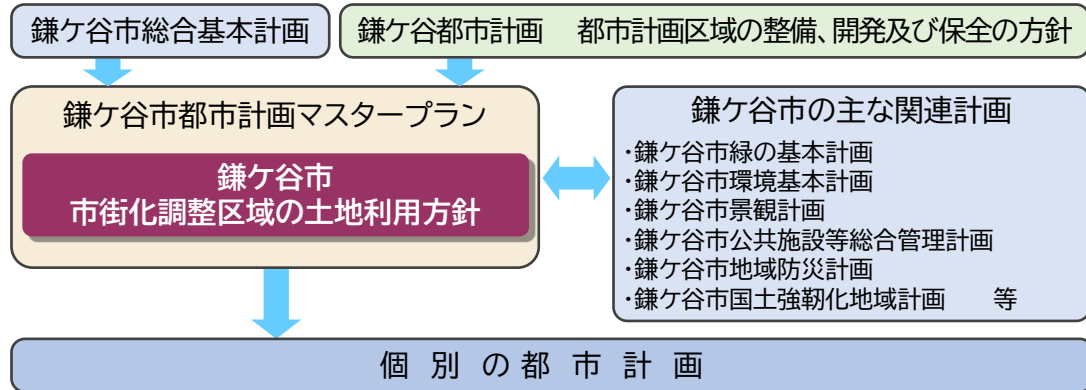 鎌ケ谷市総合基本計画
鎌ケ谷都市計画　都市計画区域の整備、開発及び保全の方針
鎌ケ谷市都市計画マスタープラン
鎌ケ谷市
市街化調整区域の土地利用方針
鎌ケ谷市の主な関連計画
・鎌ケ谷市緑の基本計画
・鎌ケ谷市環境基本計画
・鎌ケ谷市景観計画
・鎌ケ谷市公共施設等総合管理計画
・鎌ケ谷市地域防災計画
・鎌ケ谷市国土強靭化地域計画　　等
個 別 の 都 市 計 画